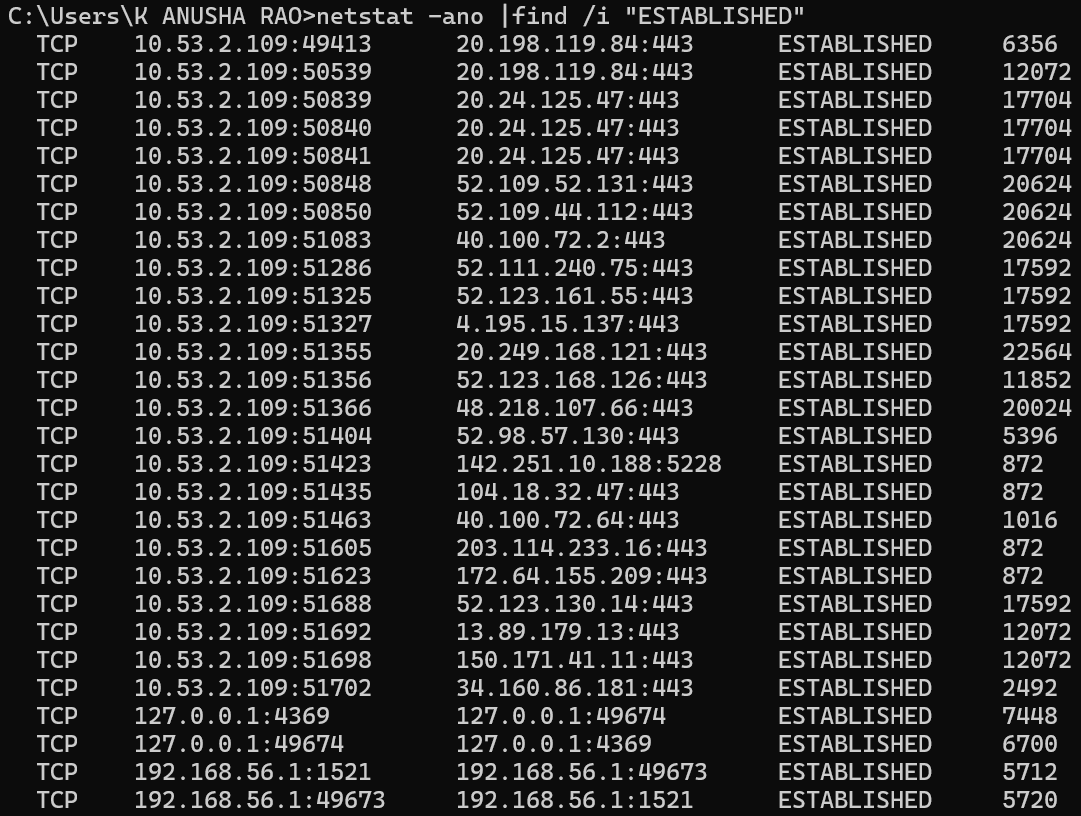 C:\Users\K ANUSHA RAO>netstat -ano |find /i "ESTABLISHED"
TCP 10.53.2.109:49413 20.198.119.84:443 ESTABLISHED 6356
TCP 10.53.2.109:50539 20.198.119.84:443 ESTABLISHED 12072
TCP 10.53.2.109:50839 20.24.125.47:443 ESTABLISHED 17704
TCP 10.53.2.109:50840 20.24.125.47:443 ESTABLISHED 17704
TCP 10.53.2.109:50841 20.24.125.47:443 ESTABLISHED 17704
TCP 10.53.2.109:50848 52.109.52.131:443 ESTABLISHED 20624
TCP 10.53.2.109:50850 52.109.44.112:443 ESTABLISHED 20624
TCP 10.53.2.109:51083 40.100.72.2:443 ESTABLISHED 20624
TCP 10.53.2.109:51286 52.111.240.75:443 ESTABLISHED 17592
TCP 10.53.2.109:51325 52.123.161.55:443 ESTABLISHED 17592
TCP 10.53.2.109:51327 4.195.15.137:443 ESTABLISHED 17592
TCP 10.53.2.109:51355 20.249.168.121:443 ESTABLISHED 22564
TCP 10.53.2.109:51356 52.123.168.126:443 ESTABLISHED 11852
TCP 10.53.2.109:51366 48.218.107.66:443 ESTABLISHED 20024
TCP 10.53.2.109:51404 52.98.57.130:443 ESTABLISHED 5396
TCP 10.53.2.109:51423 142.251.10.188:5228 ESTABLISHED 872
TCP 10.53.2.109:51435 104.18.32.47:443 ESTABLISHED 872
TCP 10.53.2.109:51463 40.100.72.64:443 ESTABLISHED 1016
TCP 10.53.2.109:51605 203.114.233.16:443 ESTABLISHED 872
TCP 10.53.2.109:51623 172.64.155.209:443 ESTABLISHED 872
TCP 10.53.2.109:51688 52.123.130.14:443 ESTABLISHED 17592
TCP 10.53.2.109:51692 13.89.179.13:443 ESTABLISHED 12072
TCP 10.53.2.109:51698 150.171.41.11:443 ESTABLISHED 12072
TCP 10.53.2.109:51702 34.160.86.181:443 ESTABLISHED 2492
TCP 127.0.0.1:4369 127.0.0.1:49674 ESTABLISHED 7448
TCP 127.0.0.1:49674 127.0.0.1:4369 ESTABLISHED 6700
TCP 192.168.56.1:1521 192.168.56.1:49673 ESTABLISHED 5712
TCP 192.168.56.1:49673 192.168.56.1:1521 ESTABLISHED 5720